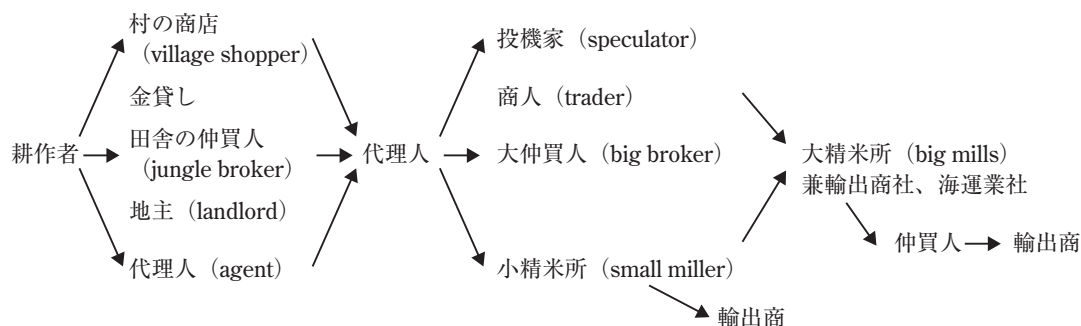 耕作者
村の商店
(village shopper)
金貸し
田舎の仲買人
(jungle broker)
地主（landlord）
代理人（agent）
代理人
投機家（speculator）
商人（trader）
大仲買人（big broker）
小精米所（small miller）
輸出商
大精米所（big mills）
兼輸出商社、海運業社
仲買人
輸出商